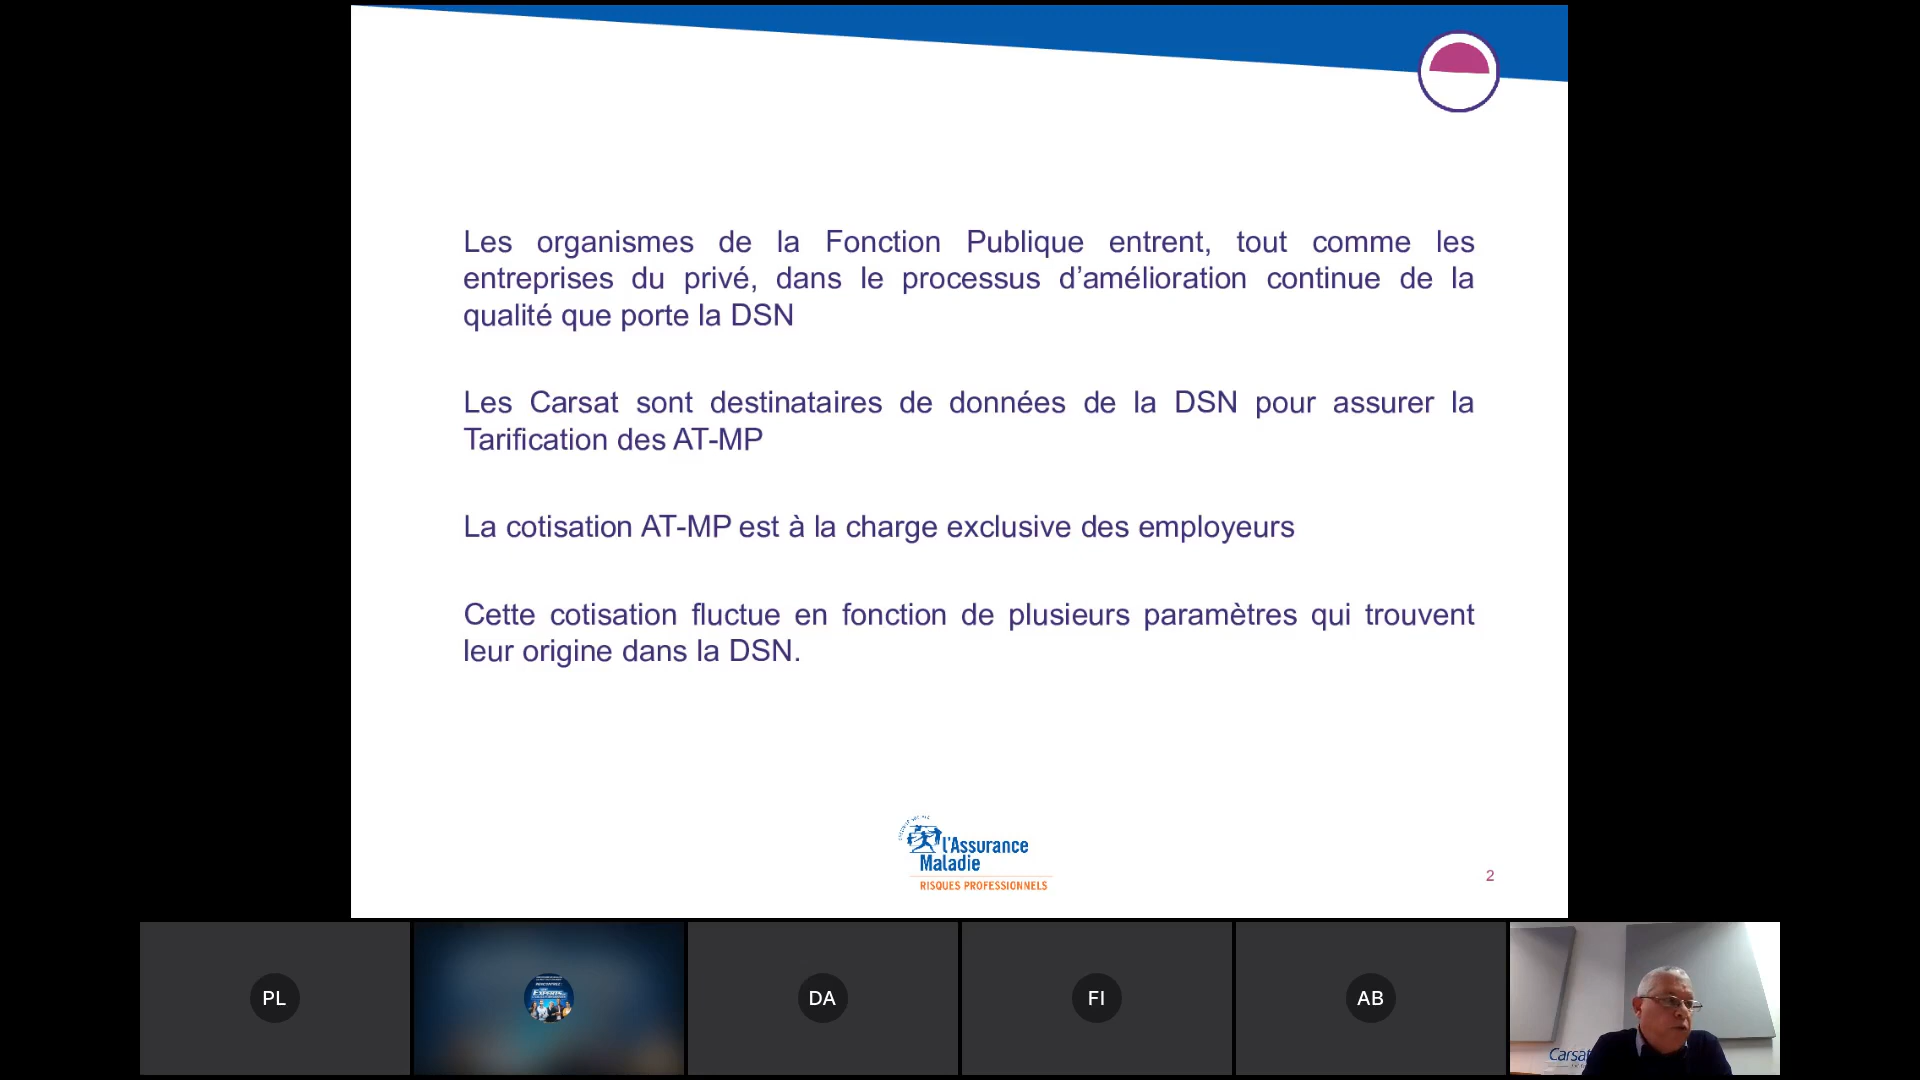 Les organismes de la Fonction Publique entrent, tout comme les
entreprises du privé, dans le processus d'amélioration continue de la
qualité que porte la DSN
Les Carsat sont destinataires de données de la DSN pour assurer la
Tarification des AT-MP
La cotisation AT-MP est à la charge exclusive des employeurs
Cette cotisation fluctue en fonction de plusieurs paramètres qui trouvent
leur origine dans la DSN.
l'Assurance
Maladie
RISQUES PROFESSIONNELS
2
PL
DA
FI
AB
Carsat